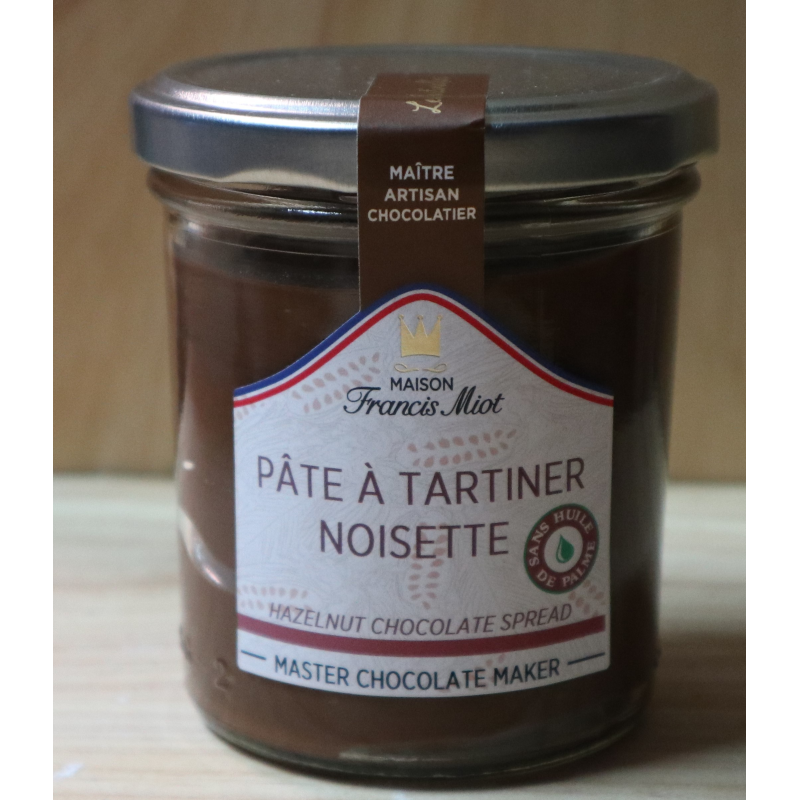 MAÎTRE
ARTISAN
CHOCOLATIER
MAISON
Francis Miot
PÂTE À TARTINER
NOISETTE
SANS HUILE
DE PALME
HAZELNUT CHOCOLATE SPREAD
MASTER CHOCOLATE MAKER